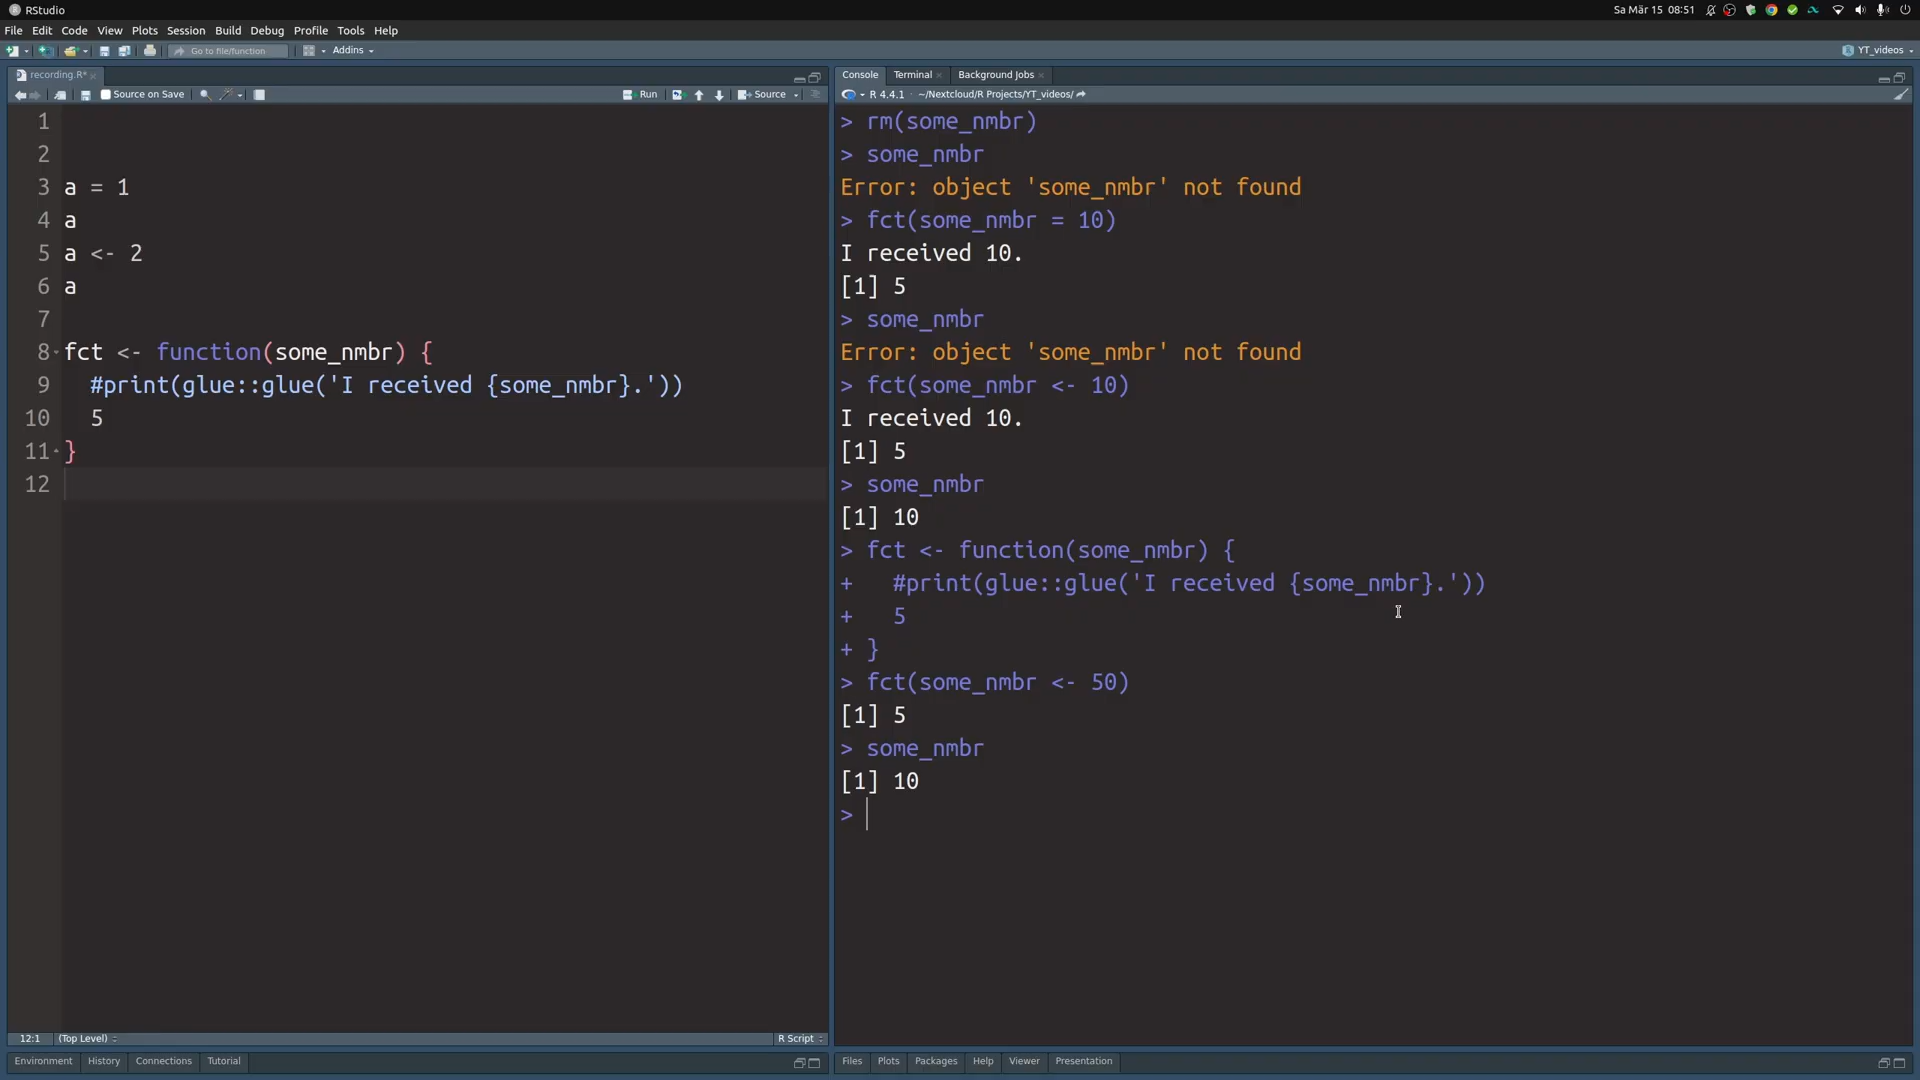 RStudio
Sa Mär 15 08:51
File Edit Code View Plots Session Build Debug Profile Tools Help
Go to file/function
Addins
YT_videos
recording.R*
Source on Save
Run
Source
1
2
3 a = 1
4 a
5 a <- 2
6 a
7
8 fct <- function(some_nmbr) {
9 #print(glue::glue('I received {some_nmbr}.'))
10 5
11 }
12
12:1 (Top Level) R Script
Environment History Connections Tutorial
Console Terminal Background Jobs
R 4.4.1 · ~/Nextcloud/R Projects/YT_videos/
> rm(some_nmbr)
> some_nmbr
Error: object 'some_nmbr' not found
> fct(some_nmbr = 10)
I received 10.
[1] 5
> some_nmbr
Error: object 'some_nmbr' not found
> fct(some_nmbr <- 10)
I received 10.
[1] 5
> some_nmbr
[1] 10
> fct <- function(some_nmbr) {
+ #print(glue::glue('I received {some_nmbr}.'))
+ 5
+ }
> fct(some_nmbr <- 50)
[1] 5
> some_nmbr
[1] 10
>
Files Plots Packages Help Viewer Presentation